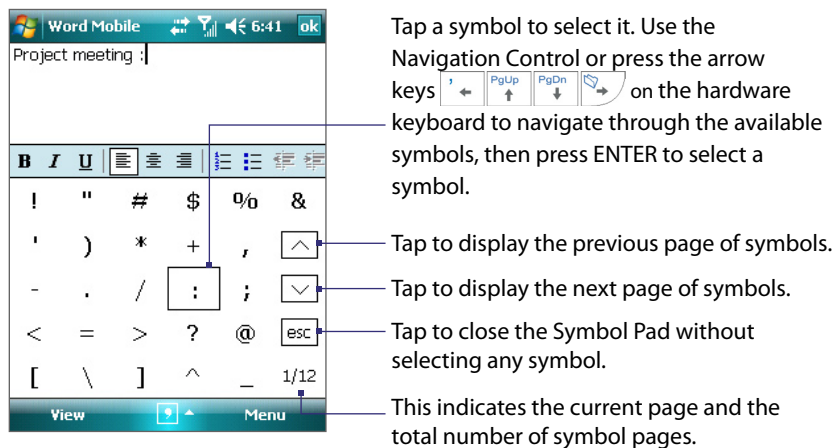 Word Mobile 6:41 ok
Project meeting :
B I U
! " # $ % &
' ) * + ,
- . / : ;
< = > ? @ esc
[ \ ] ^ _ 1/12
View Menu
Tap a symbol to select it. Use the
Navigation Control or press the arrow
keys , PgUp PgDn on the hardware
keyboard to navigate through the available
symbols, then press ENTER to select a
symbol.
Tap to display the previous page of symbols.
Tap to display the next page of symbols.
Tap to close the Symbol Pad without
selecting any symbol.
This indicates the current page and the
total number of symbol pages.